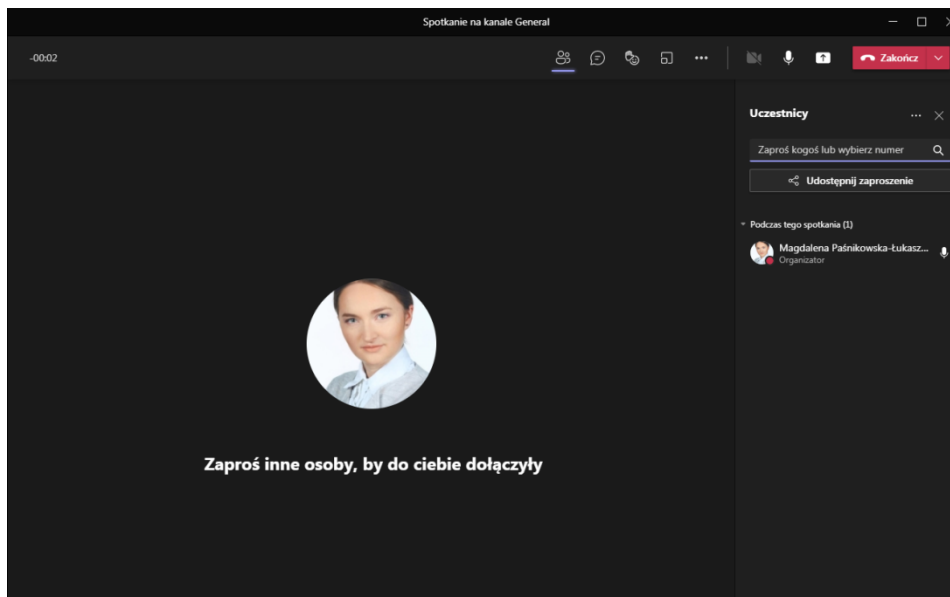 Spotkanie na kanale General
-00:02
Zakończ
Uczestnicy
Zaproś kogoś lub wybierz numer
Udostępnij zaproszenie
Podczas tego spotkania (1)
Magdalena Paśnikowska-Łukasz...
Organizator
Zaproś inne osoby, by do ciebie dołączyły